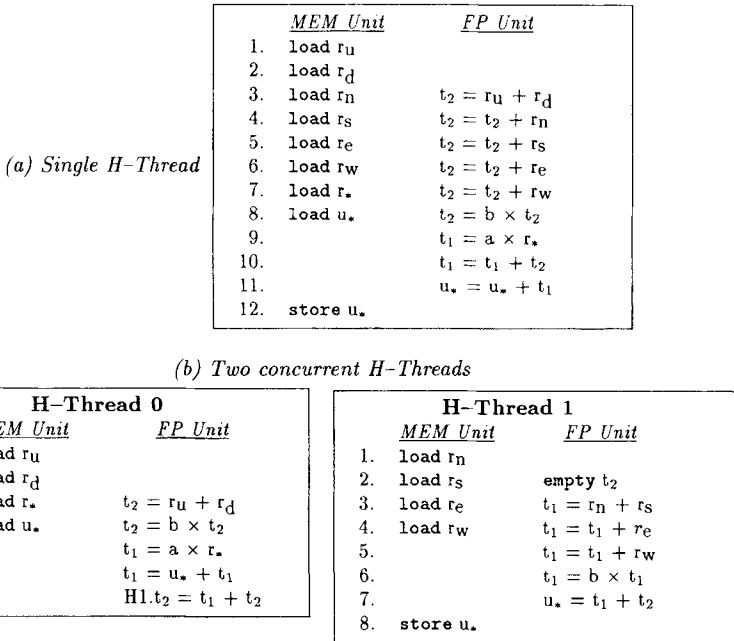 MEM Unit FP Unit
1. load ru
2. load rd
3. load rn t2 = ru + rd
4. load rs t2 = t2 + rn
5. load re t2 = t2 + rs
(a) Single H–Thread 6. load rw t2 = t2 + re
7. load r* t2 = t2 + rw
8. load u* t2 = b × t2
9. t1 = a × r*
10. t1 = t1 + t2
11. u* = u* + t1
12. store u*
(b) Two concurrent H–Threads
H–Thread 0
EM Unit FP Unit
ad ru
ad rd
ad r* t2 = ru + rd
ad u* t2 = b × t2
t1 = a × r*
t1 = u* + t1
H1.t2 = t1 + t2
H–Thread 1
MEM Unit FP Unit
1. load rn
2. load rs empty t2
3. load re t1 = rn + rs
4. load rw t1 = t1 + re
5. t1 = t1 + rw
6. t1 = b × t1
7. u* = t1 + t2
8. store u*